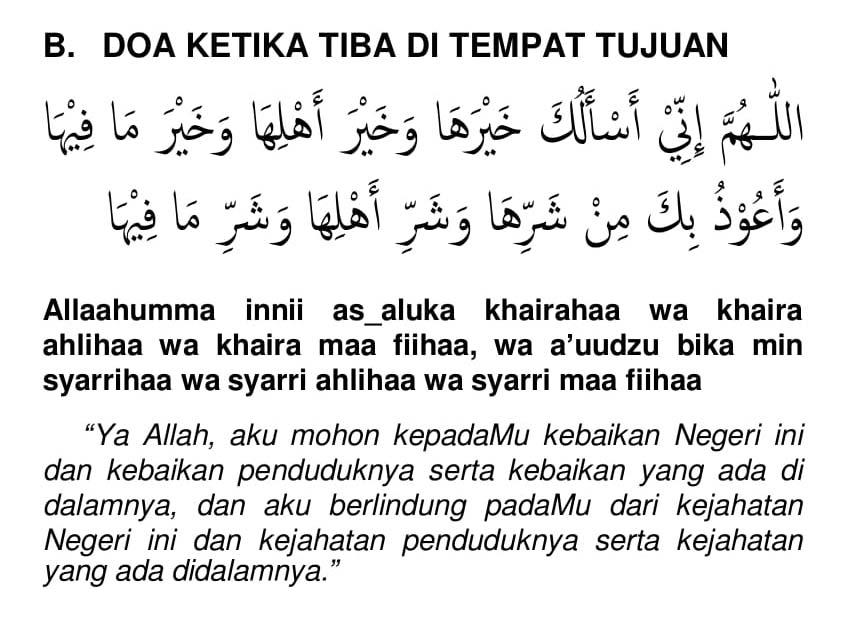 B. DOA KETIKA TIBA DI TEMPAT TUJUAN
اللّٰهُمَّ إِنِّيْ أَسْأَلُكَ خَيْرَهَا وَخَيْرَ أَهْلِهَا وَخَيْرَ مَا فِيْهَا
وَأَعُوْذُ بِكَ مِنْ شَرِّهَا وَشَرِّ أَهْلِهَا وَشَرِّ مَا فِيْهَا
Allaahumma innii as_aluka khairahaa wa khaira
ahlihaa wa khaira maa fiihaa, wa a’uudzu bika min
syarrihaa wa syarri ahlihaa wa syarri maa fiihaa
“Ya Allah, aku mohon kepadaMu kebaikan Negeri ini
dan kebaikan penduduknya serta kebaikan yang ada di
dalamnya, dan aku berlindung padaMu dari kejahatan
Negeri ini dan kejahatan penduduknya serta kejahatan
yang ada didalamnya.”